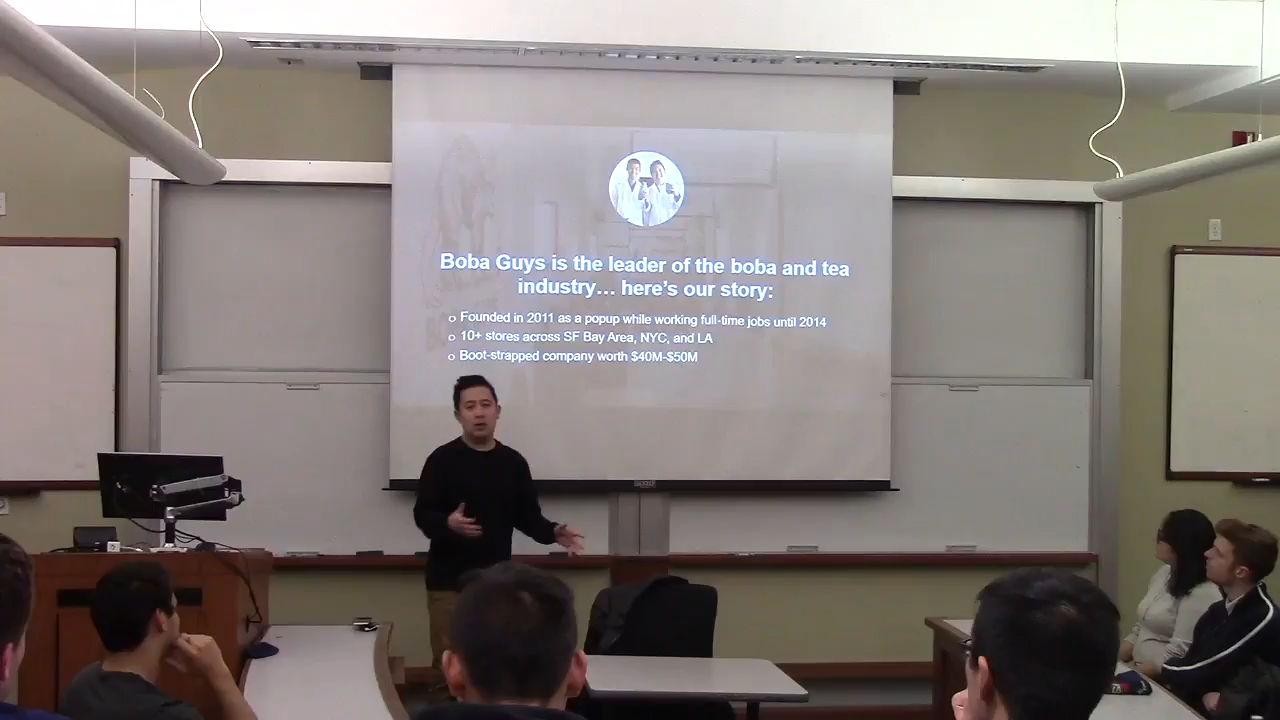 Boba Guys is the leader of the boba and tea
industry... here's our story:
o Founded in 2011 as a popup while working full-time jobs until 2014
o 10+ stores across SF Bay Area, NYC, and LA
o Boot-strapped company worth $40M-$50M